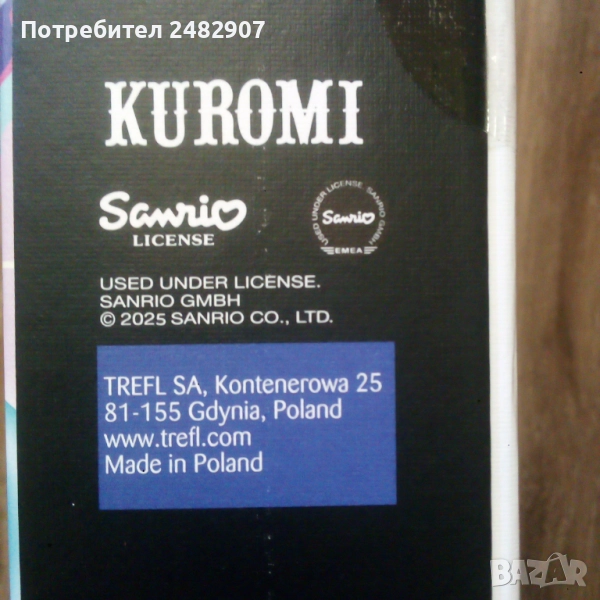 Потребител 2482907
KUROMI
Sanrio
LICENSE
USED UNDER LICENSE. SANRIO GMBH
Sanrio
EMEA
USED UNDER LICENSE.
SANRIO GMBH
© 2025 SANRIO CO., LTD.
TREFL SA, Kontenerowa 25
81-155 Gdynia, Poland
www.trefl.com
Made in Poland
BAZAR